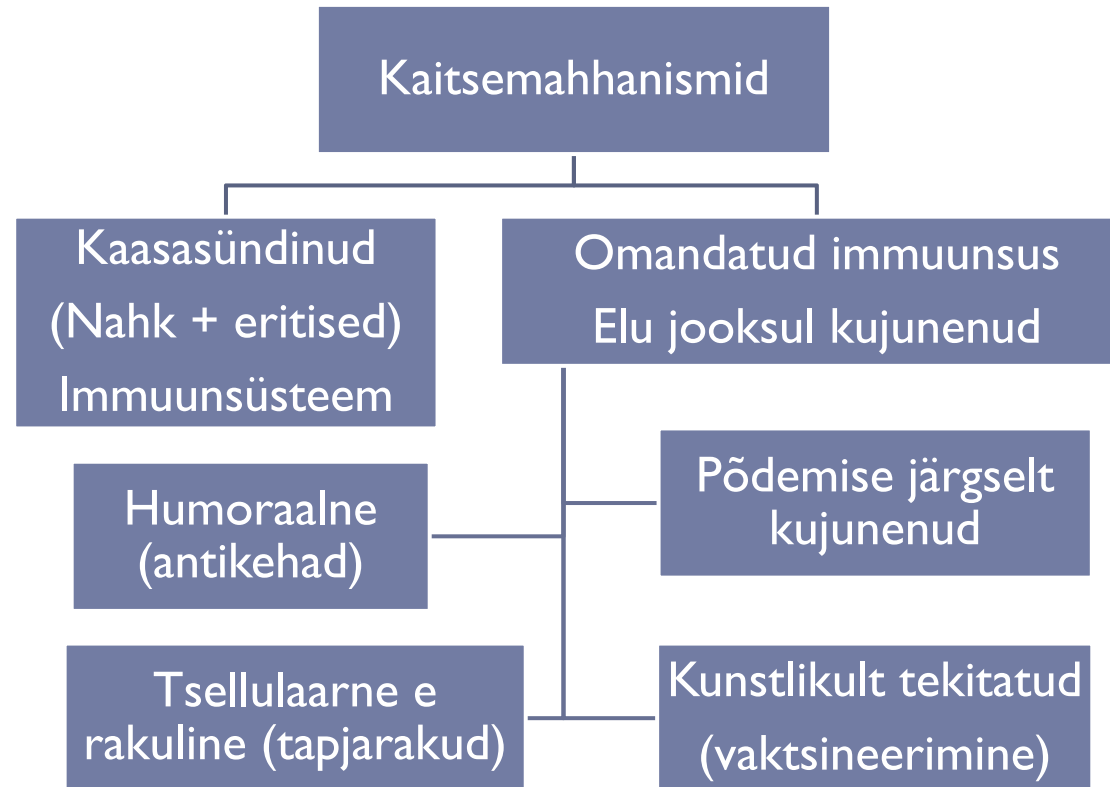 Kaitsemahhanismid
Kaasasündinud
(Nahk + eritised)
Immuunsüsteem
Omandatud immuunsus
Elu jooksul kujunenud
Humoraalne
(antikehad)
Põdemise järgselt
kujunenud
Tsellulaarne e
rakuline (tapjarakud)
Kunstlikult tekitatud
(vaktsineerimine)